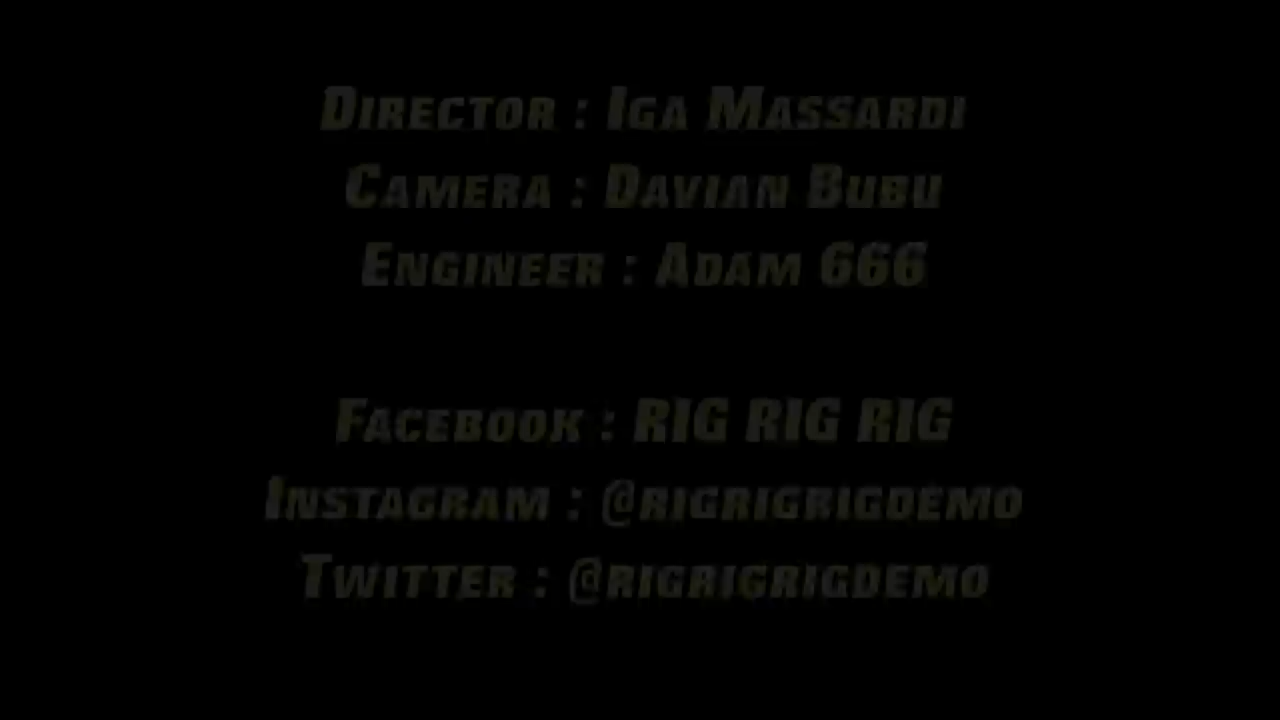 Director : Iga Massardi
Camera : Davian Bubu
Engineer : Adam 666
Facebook : RIG RIG RIG
Instagram : @rigrigrigdemo
Twitter : @rigrigrigdemo